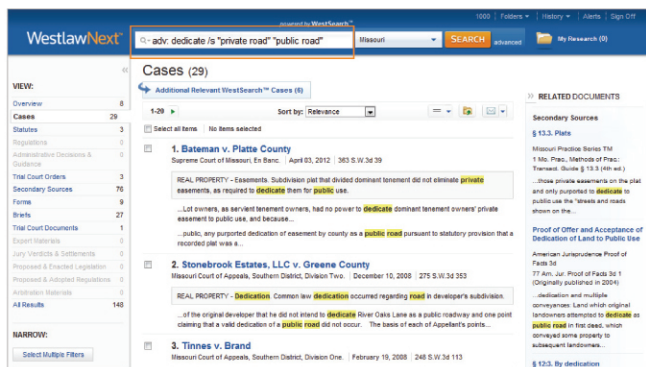 powered by WestSearch™
1000 | Folders | History | Alerts | Sign Off
WestlawNext™
adv: dedicate /s "private road" "public road"
Missouri
SEARCH
advanced
My Research (0)
VIEW:
Overview 8
Cases 29
Statutes 3
Regulations 0
Administrative Decisions & Guidance 0
Trial Court Orders 3
Secondary Sources 76
Forms 9
Briefs 27
Trial Court Documents 1
Expert Materials 0
Jury Verdicts & Settlements 0
Proposed & Enacted Legislation 0
Proposed & Adopted Regulations 0
Arbitration Materials 0
All Results 148
NARROW:
Select Multiple Filters
Cases (29)
Additional Relevant WestSearch™ Cases (6)
1-29
Sort by: Relevance
Select all items | No items selected
1. Bateman v. Platte County
Supreme Court of Missouri, En Banc. | April 03, 2012 | 363 S.W.3d 39
REAL PROPERTY - Easements. Subdivision plat that divided dominant tenement did not eliminate private
easements, as required to dedicate them for public use.
...Lot owners, as servient tenement owners, had no power to dedicate dominant tenement owners' private
easement to public use, and because...
...public, any purported dedication of easement by county as a public road pursuant to statutory provision that a
recorded plat was a...
2. Stonebrook Estates, LLC v. Greene County
Missouri Court of Appeals, Southern District, Division Two. | December 10, 2008 | 275 S.W.3d 353
REAL PROPERTY - Dedication. Common law dedication occurred regarding road in developer's subdivision.
...of the original developer that he did not intend to dedicate River Oaks Lane as a public roadway and one point
claiming that a valid dedication of a public road did not occur. The basis of each of Appellant's points...
3. Tinnes v. Brand
Missouri Court of Appeals, Southern District, Division One. | February 19, 2008 | 248 S.W.3d 113
RELATED DOCUMENTS
Secondary Sources
§ 13.3. Plats
Missouri Practice Series TM
1 Mo. Prac., Methods of Prac.:
Transact. Guide § 13.3 (4th ed.)
...those private easements on the plat
and only purported to dedicate to
public use the "streets and roads
shown on the...
Proof of Offer and Acceptance
of Dedication of Land to Public Use
American Jurisprudence Proof of
Facts 3d
77 Am. Jur. Proof of Facts 3d 1
(Originally published in 2004)
...dedication and multiple
conveyances: Land which original
landowners attempted to dedicate as
public road in first deed, which
conveyed some property to
subsequent landowners...
§ 12:3. By dedication